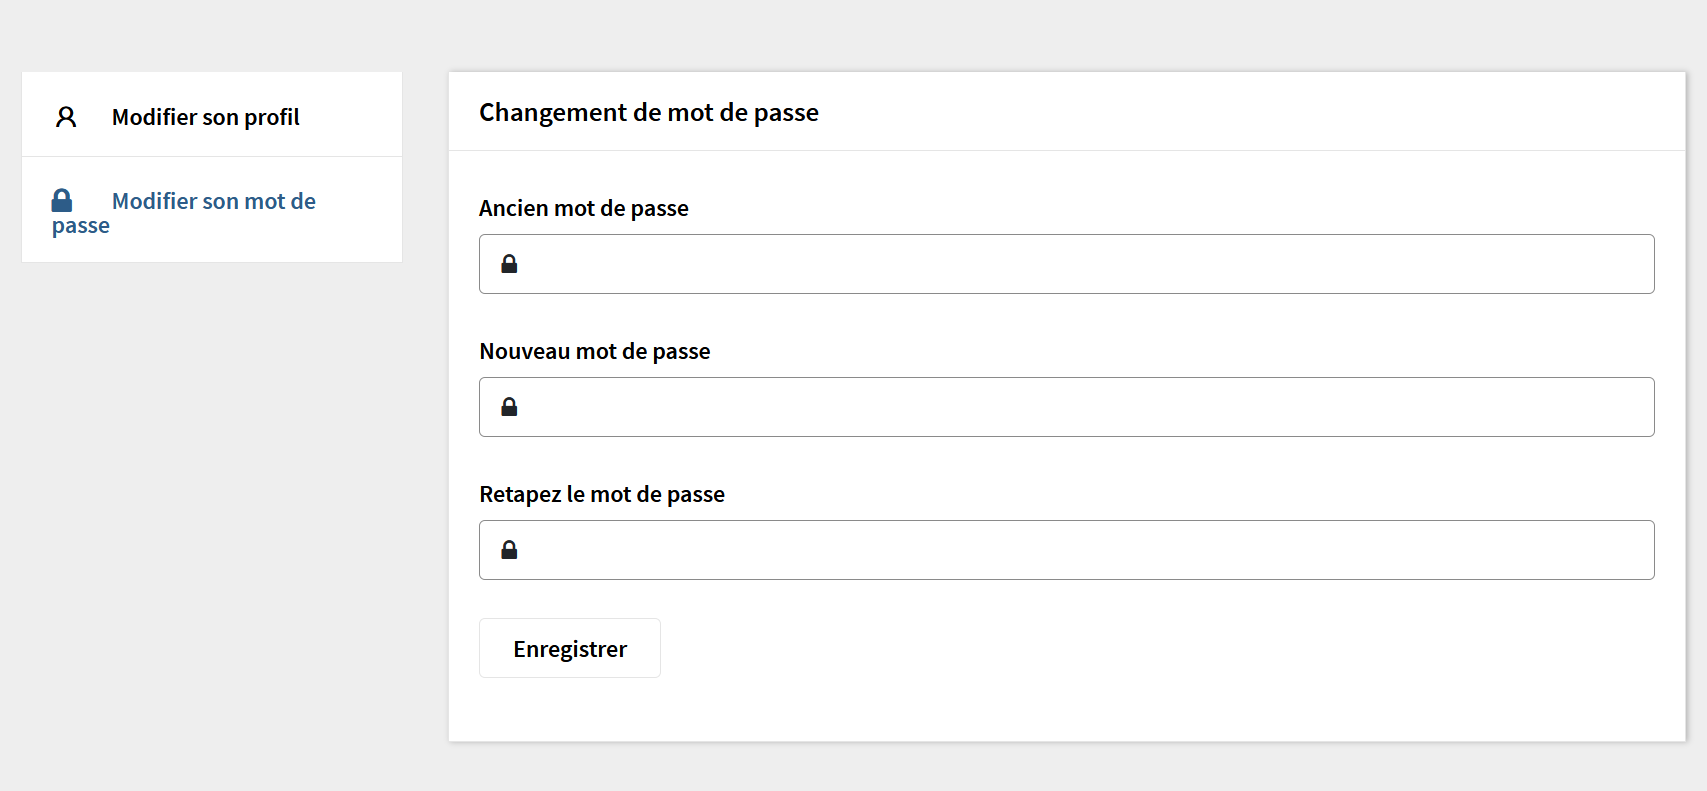 Modifier son profil
Modifier son mot de
passe
Changement de mot de passe
Ancien mot de passe
Nouveau mot de passe
Retapez le mot de passe
Enregistrer